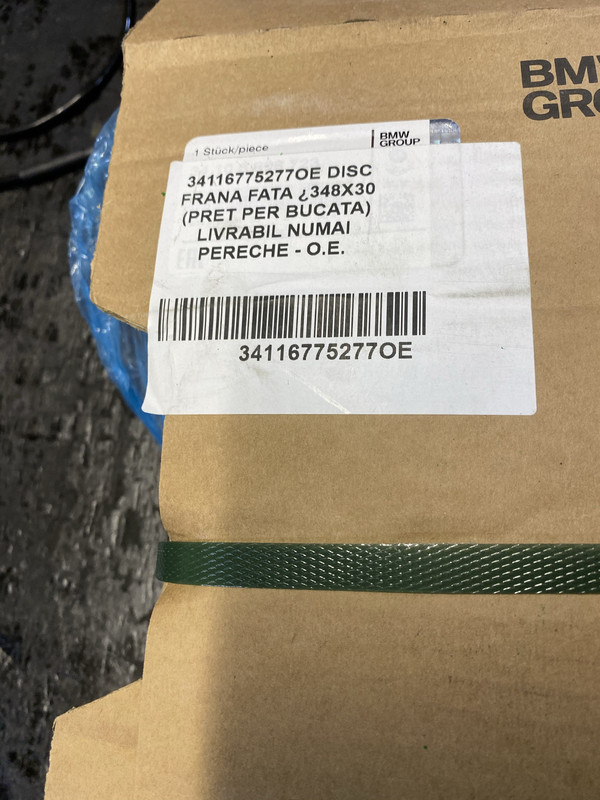 BMW
GRO
1 Stück/piece
BMW
GROUP
34116775277OE DISC
FRANA FATA ¿348X30
(PRET PER BUCATA)
LIVRABIL NUMAI
PERECHE - O.E.
34116775277OE